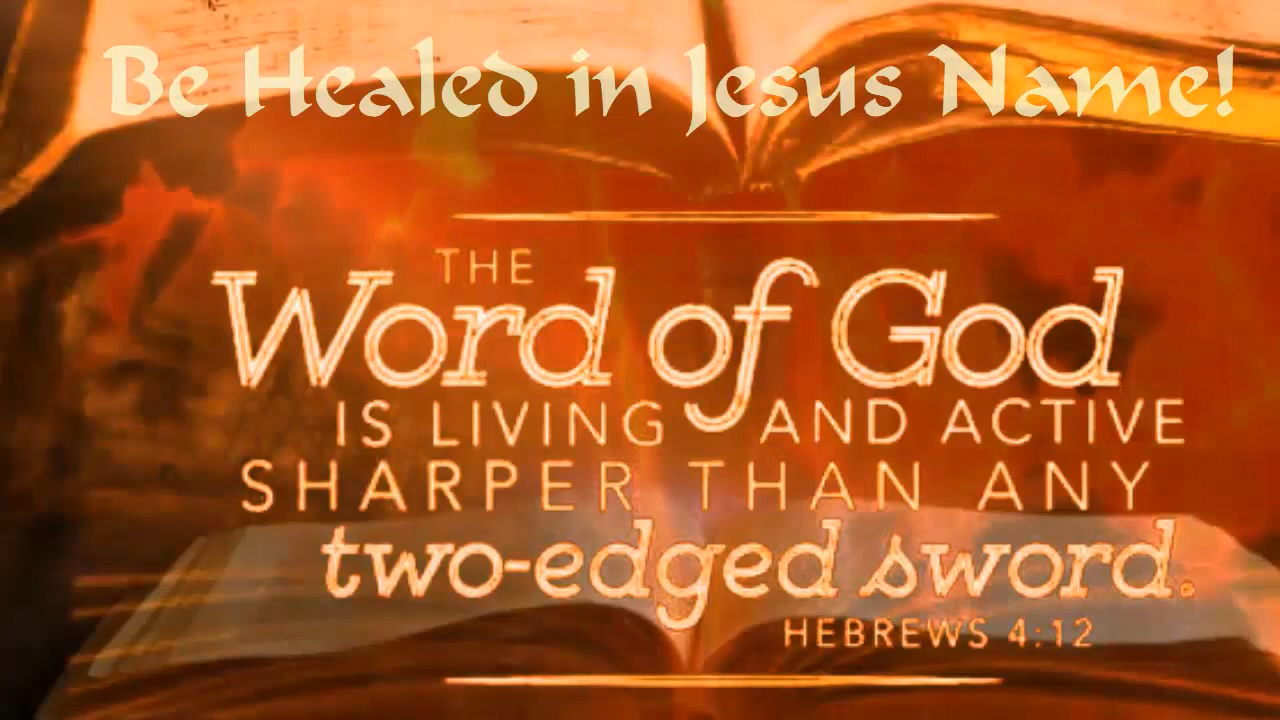 Be Healed in Jesus Name!
THE
Word of God
IS LIVING AND ACTIVE
SHARPER THAN ANY
two-edged sword.
HEBREWS 4:12